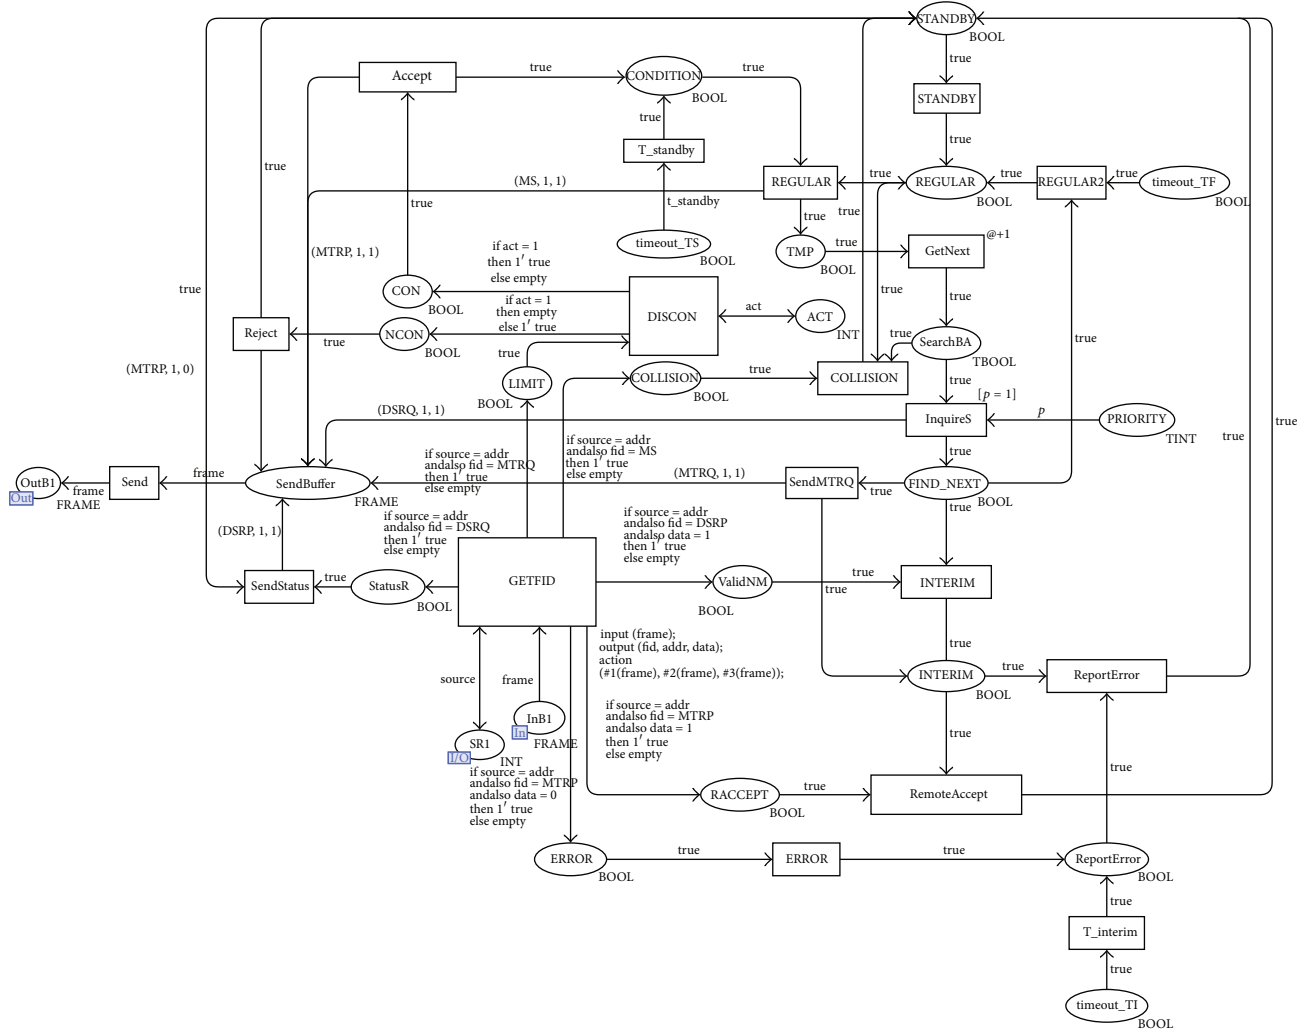 STANDBY
BOOL
true
Accept
true
CONDITION
true
BOOL
STANDBY
true
T_standby
true
true
REGULAR
true
REGULAR
true
REGULAR2
true
timeout_TF
BOOL
BOOL
(MS, 1, 1)
t_standby
true
true
true
timeout_TS
BOOL
TMP
true
BOOL
GetNext
@+1
(MTRP, 1, 1)
if act = 1
then 1′ true
else empty
true
CON
BOOL
true
true
DISCON
act
ACT
INT
if act = 1
then empty
else 1′ true
Reject
true
NCON
BOOL
true
true
SearchBA
TBOOL
true
(MTRP, 1, 0)
LIMIT
BOOL
COLLISION
true
BOOL
COLLISION
true
[p = 1]
(DSRQ, 1, 1)
InquireS
p
PRIORITY
TINT
true
true
if source = addr
andalso fid = MS
then 1′ true
else empty
if source = addr
andalso fid = MTRQ
then 1′ true
else empty
true
(MTRQ, 1, 1)
SendMTRQ
true
FIND_NEXT
BOOL
OutB1
Out
frame
FRAME
Send
frame
SendBuffer
FRAME
true
(DSRP, 1, 1)
if source = addr
andalso fid = DSRQ
then 1′ true
else empty
if source = addr
andalso fid = DSRP
andalso data = 1
then 1′ true
else empty
SendStatus
true
StatusR
BOOL
GETFID
ValidNM
BOOL
true
true
INTERIM
input (frame);
output (fid, addr, data);
action
(#1(frame), #2(frame), #3(frame));
true
source
frame
INTERIM
true
BOOL
ReportError
InB1
In
FRAME
SR1
I/O
INT
if source = addr
andalso fid = MTRP
andalso data = 1
then 1′ true
else empty
true
true
if source = addr
andalso fid = MTRP
andalso data = 0
then 1′ true
else empty
RACCEPT
true
BOOL
RemoteAccept
ERROR
BOOL
true
ERROR
true
ReportError
BOOL
true
T_interim
true
timeout_TI
BOOL